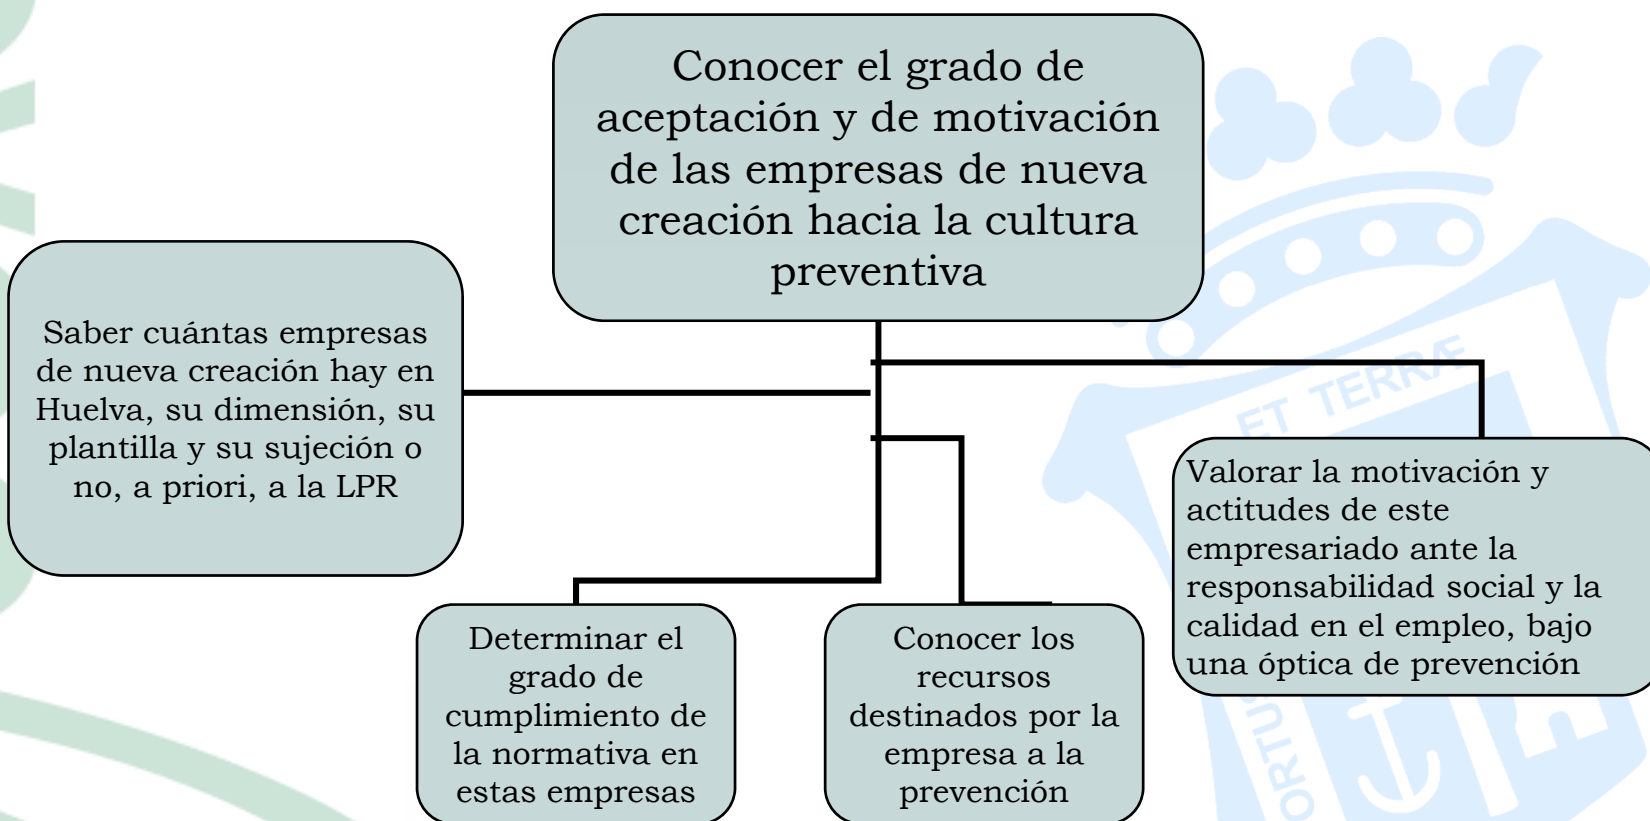 Conocer el grado de
aceptación y de motivación
de las empresas de nueva
creación hacia la cultura
preventiva
Saber cuántas empresas
de nueva creación hay en
Huelva, su dimensión, su
plantilla y su sujeción o
no, a priori, a la LPR
Determinar el
grado de
cumplimiento de
la normativa en
estas empresas
Conocer los
recursos
destinados por la
empresa a la
prevención
Valorar la motivación y
actitudes de este
empresariado ante la
responsabilidad social y la
calidad en el empleo, bajo
una óptica de prevención
ET TERRÆ